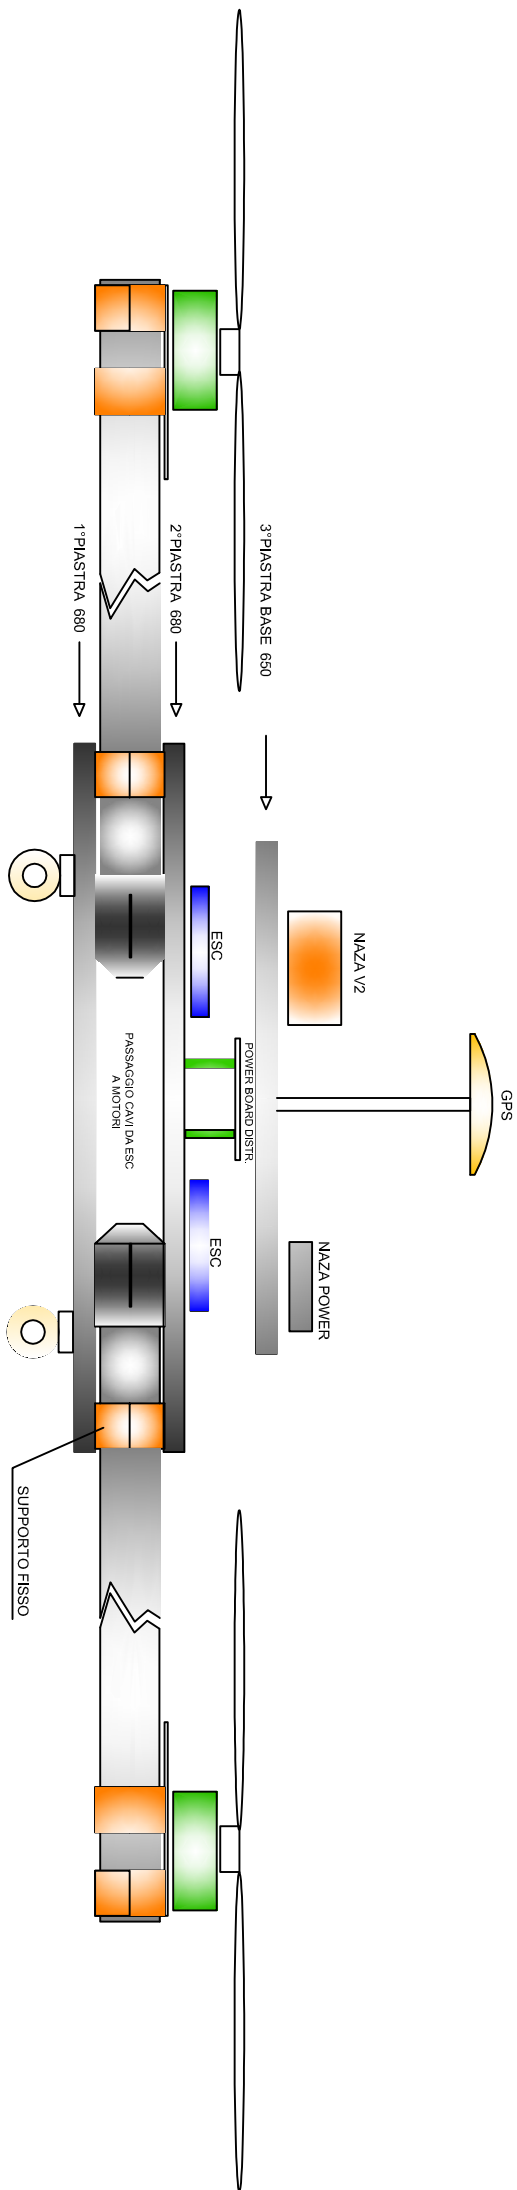 1°PIASTRA 680
2°PIASTRA 680
3°PIASTRA BASE 650
ESC
NAZA V2
GPS
POWER BOARD DISTR.
PASSAGGIO CAVI DA ESC
A MOTORI
ESC
NAZA POWER
SUPPORTO FISSO